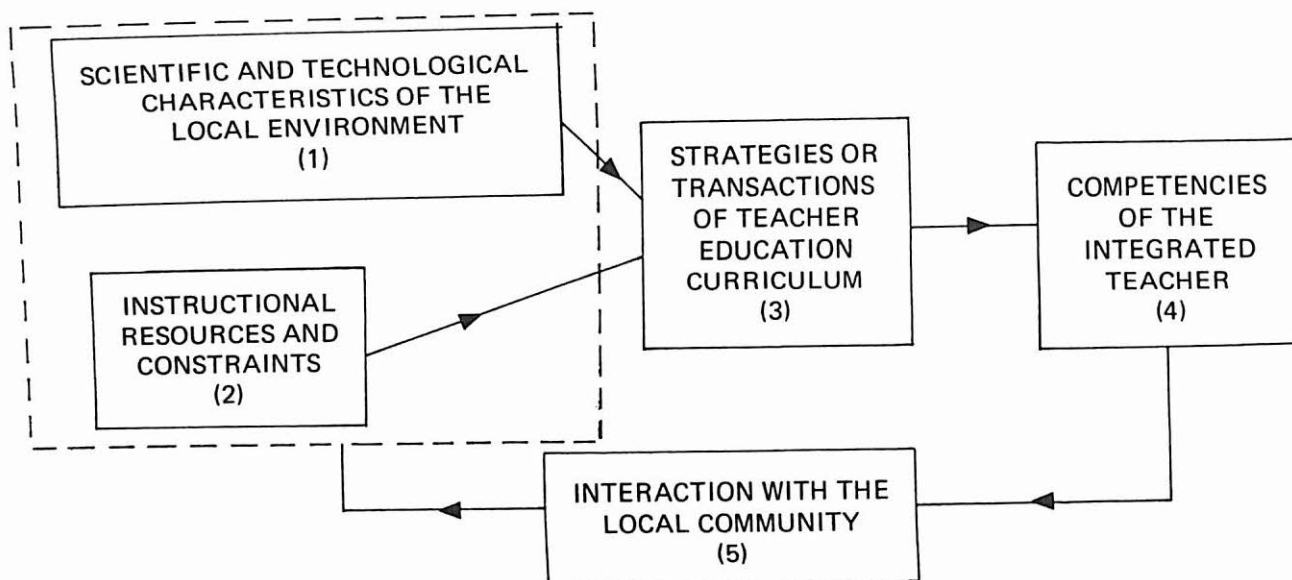 SCIENTIFIC AND TECHNOLOGICAL
CHARACTERISTICS OF THE
LOCAL ENVIRONMENT
(1)
INSTRUCTIONAL
RESOURCES AND
CONSTRAINTS
(2)
STRATEGIES OR
TRANSACTIONS
OF TEACHER
EDUCATION
CURRICULUM
(3)
COMPETENCIES
OF THE
INTEGRATED
TEACHER
(4)
INTERACTION WITH THE
LOCAL COMMUNITY
(5)